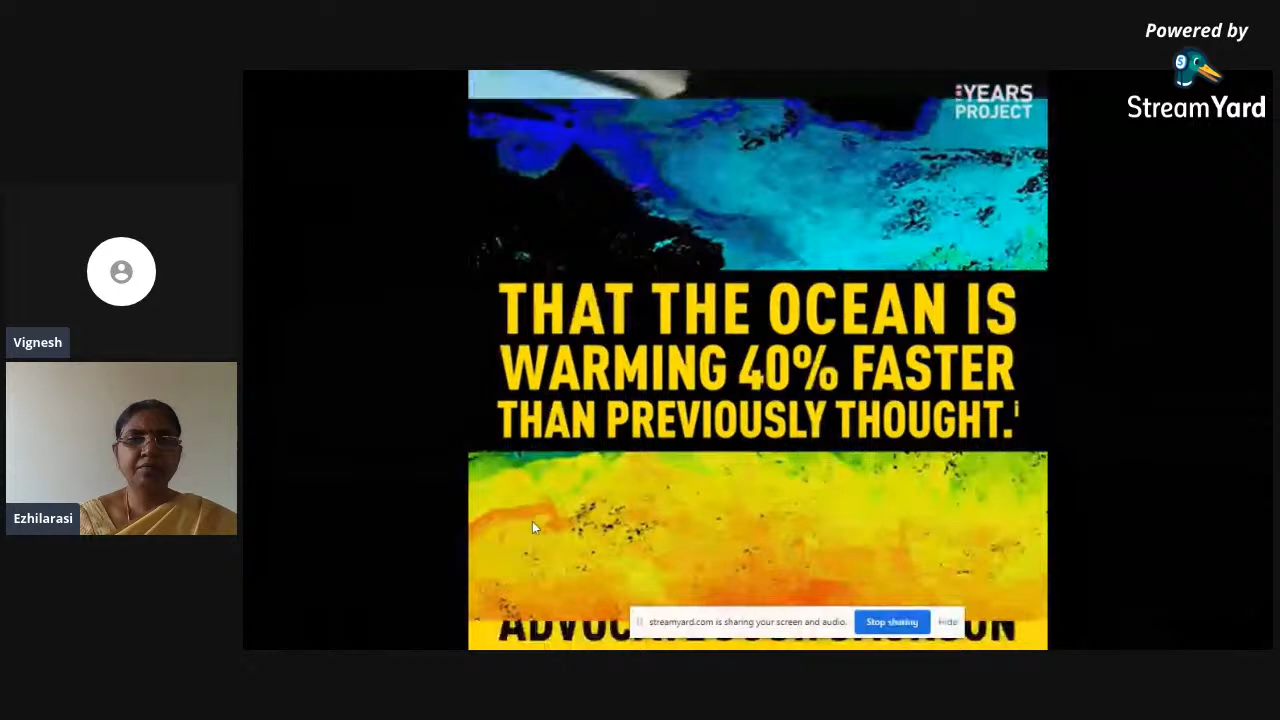 Powered by
StreamYard
YEARS
PROJECT
THAT THE OCEAN IS
WARMING 40% FASTER
THAN PREVIOUSLY THOUGHT.
Vignesh
Ezhilarasi
streamyard.com is sharing your screen and audio.
Stop sharing
Hide